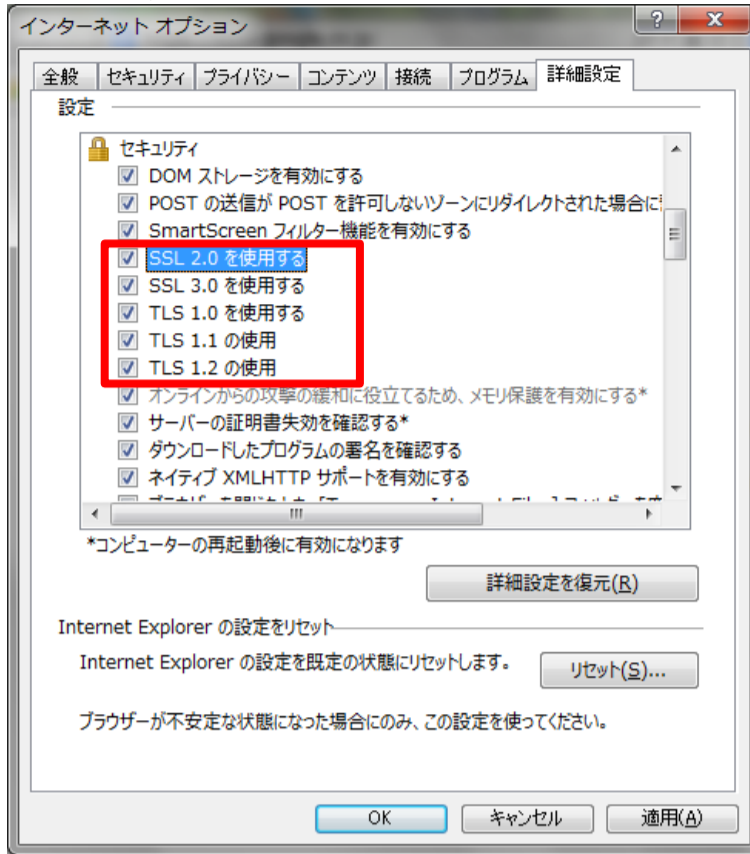 インターネット オプション
全般 セキュリティ プライバシー コンテンツ 接続 プログラム 詳細設定
設定
セキュリティ
DOM ストレージを有効にする
POST の送信が POST を許可しないゾーンにリダイレクトされた場合に
SmartScreen フィルター機能を有効にする
SSL 2.0 を使用する
SSL 3.0 を使用する
TLS 1.0 を使用する
TLS 1.1 の使用
TLS 1.2 の使用
オンラインからの攻撃の緩和に役立てるため、メモリ保護を有効にする*
サーバーの証明書失効を確認する*
ダウンロードしたプログラムの署名を確認する
ネイティブ XMLHTTP サポートを有効にする
*コンピューターの再起動後に有効になります
詳細設定を復元(R)
Internet Explorer の設定をリセット
Internet Explorer の設定を既定の状態にリセットします。
リセット(S)...
ブラウザーが不安定な状態になった場合にのみ、この設定を使ってください。
OK キャンセル 適用(A)